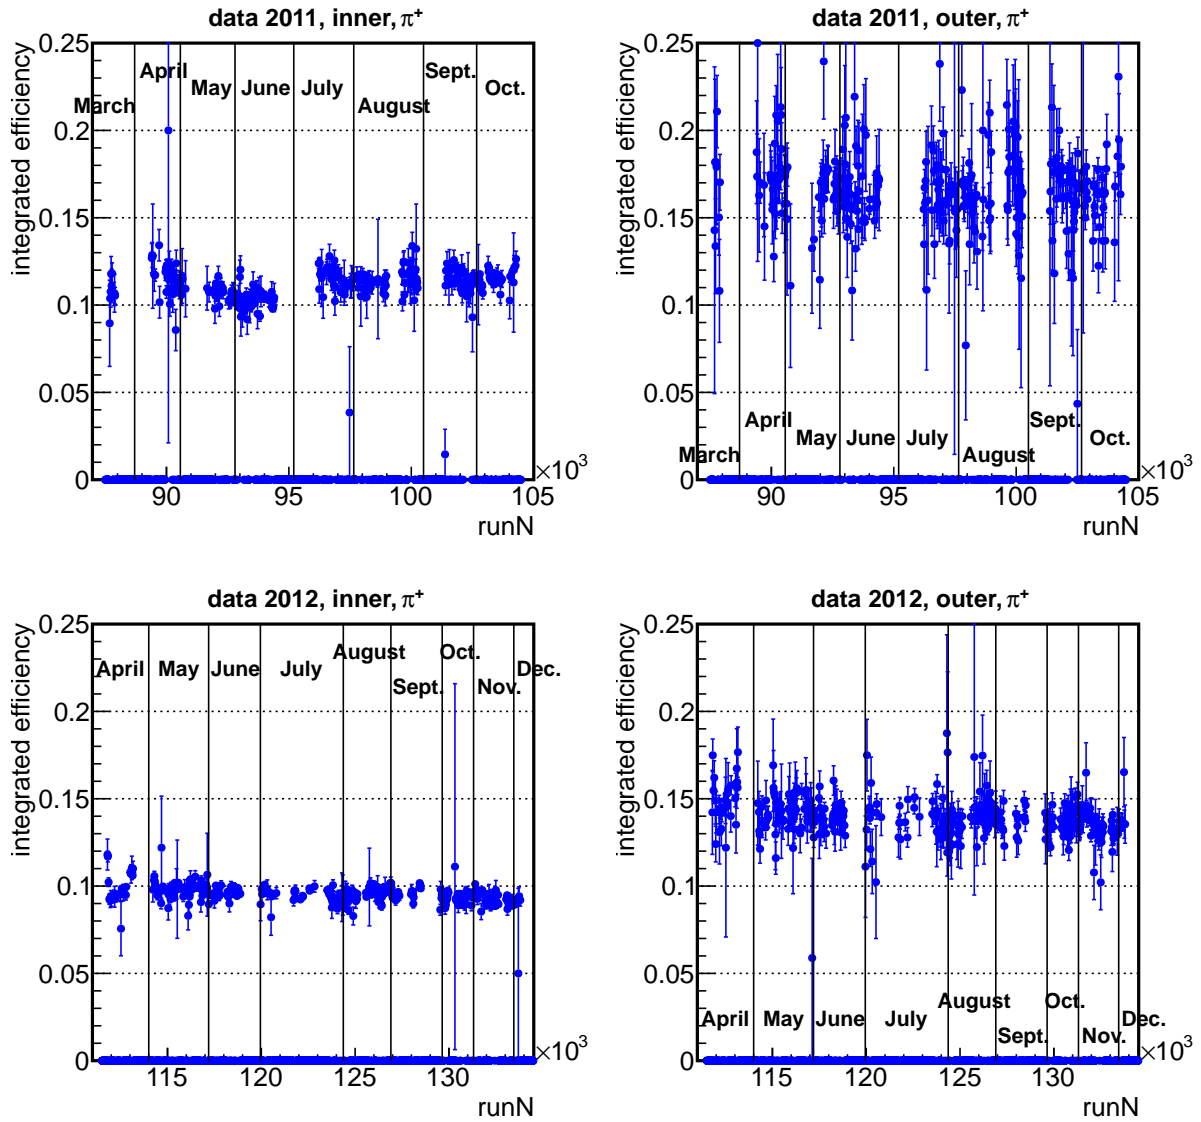 data 2011, inner, π⁺
integrated efficiency
0.25
0.2
0.15
0.1
0.05
0
March
April
May
June
July
August
Sept.
Oct.
90
95
100
105
×10³
runN
data 2011, outer, π⁺
integrated efficiency
0.25
0.2
0.15
0.1
0.05
0
March
April
May
June
July
August
Sept.
Oct.
90
95
100
105
×10³
runN
data 2012, inner, π⁺
integrated efficiency
0.25
0.2
0.15
0.1
0.05
0
April
May
June
July
August
Sept.
Oct.
Nov.
Dec.
115
120
125
130
×10³
runN
data 2012, outer, π⁺
integrated efficiency
0.25
0.2
0.15
0.1
0.05
0
April
May
June
July
August
Sept.
Oct.
Nov.
Dec.
115
120
125
130
×10³
runN